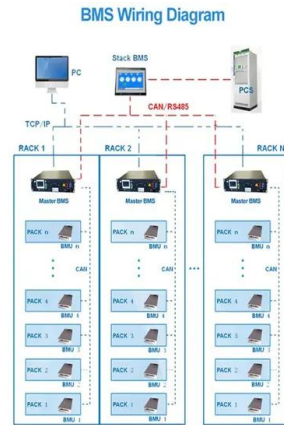 BMS Wiring Diagram
PC
Stack BMS
PCS
CAN/RS485
TCP/IP
RACK 1
RACK 2
RACK N
Master BMS
Master BMS
Master BMS
PACK n
PACK n
PACK n
BMU n
BMU n
BMU n
CAN
CAN
CAN
PACK 4
PACK 4
PACK 4
BMU 4
BMU 4
BMU 4
PACK 3
PACK 3
PACK 3
BMU 3
BMU 3
BMU 3
PACK 2
PACK 2
PACK 2
BMU 2
BMU 2
BMU 2
PACK 1
PACK 1
PACK 1
BMU 1
BMU 1
BMU 1